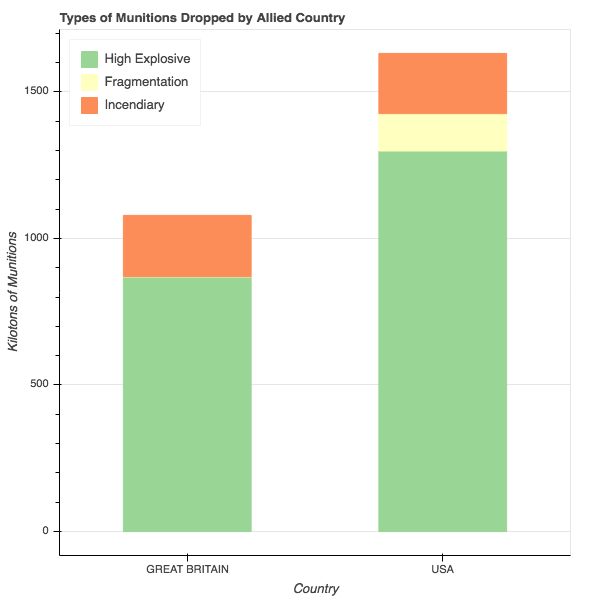 Types of Munitions Dropped by Allied Country
High Explosive
Fragmentation
Incendiary
1500
1000
500
0
Kilotons of Munitions
GREAT BRITAIN
USA
Country